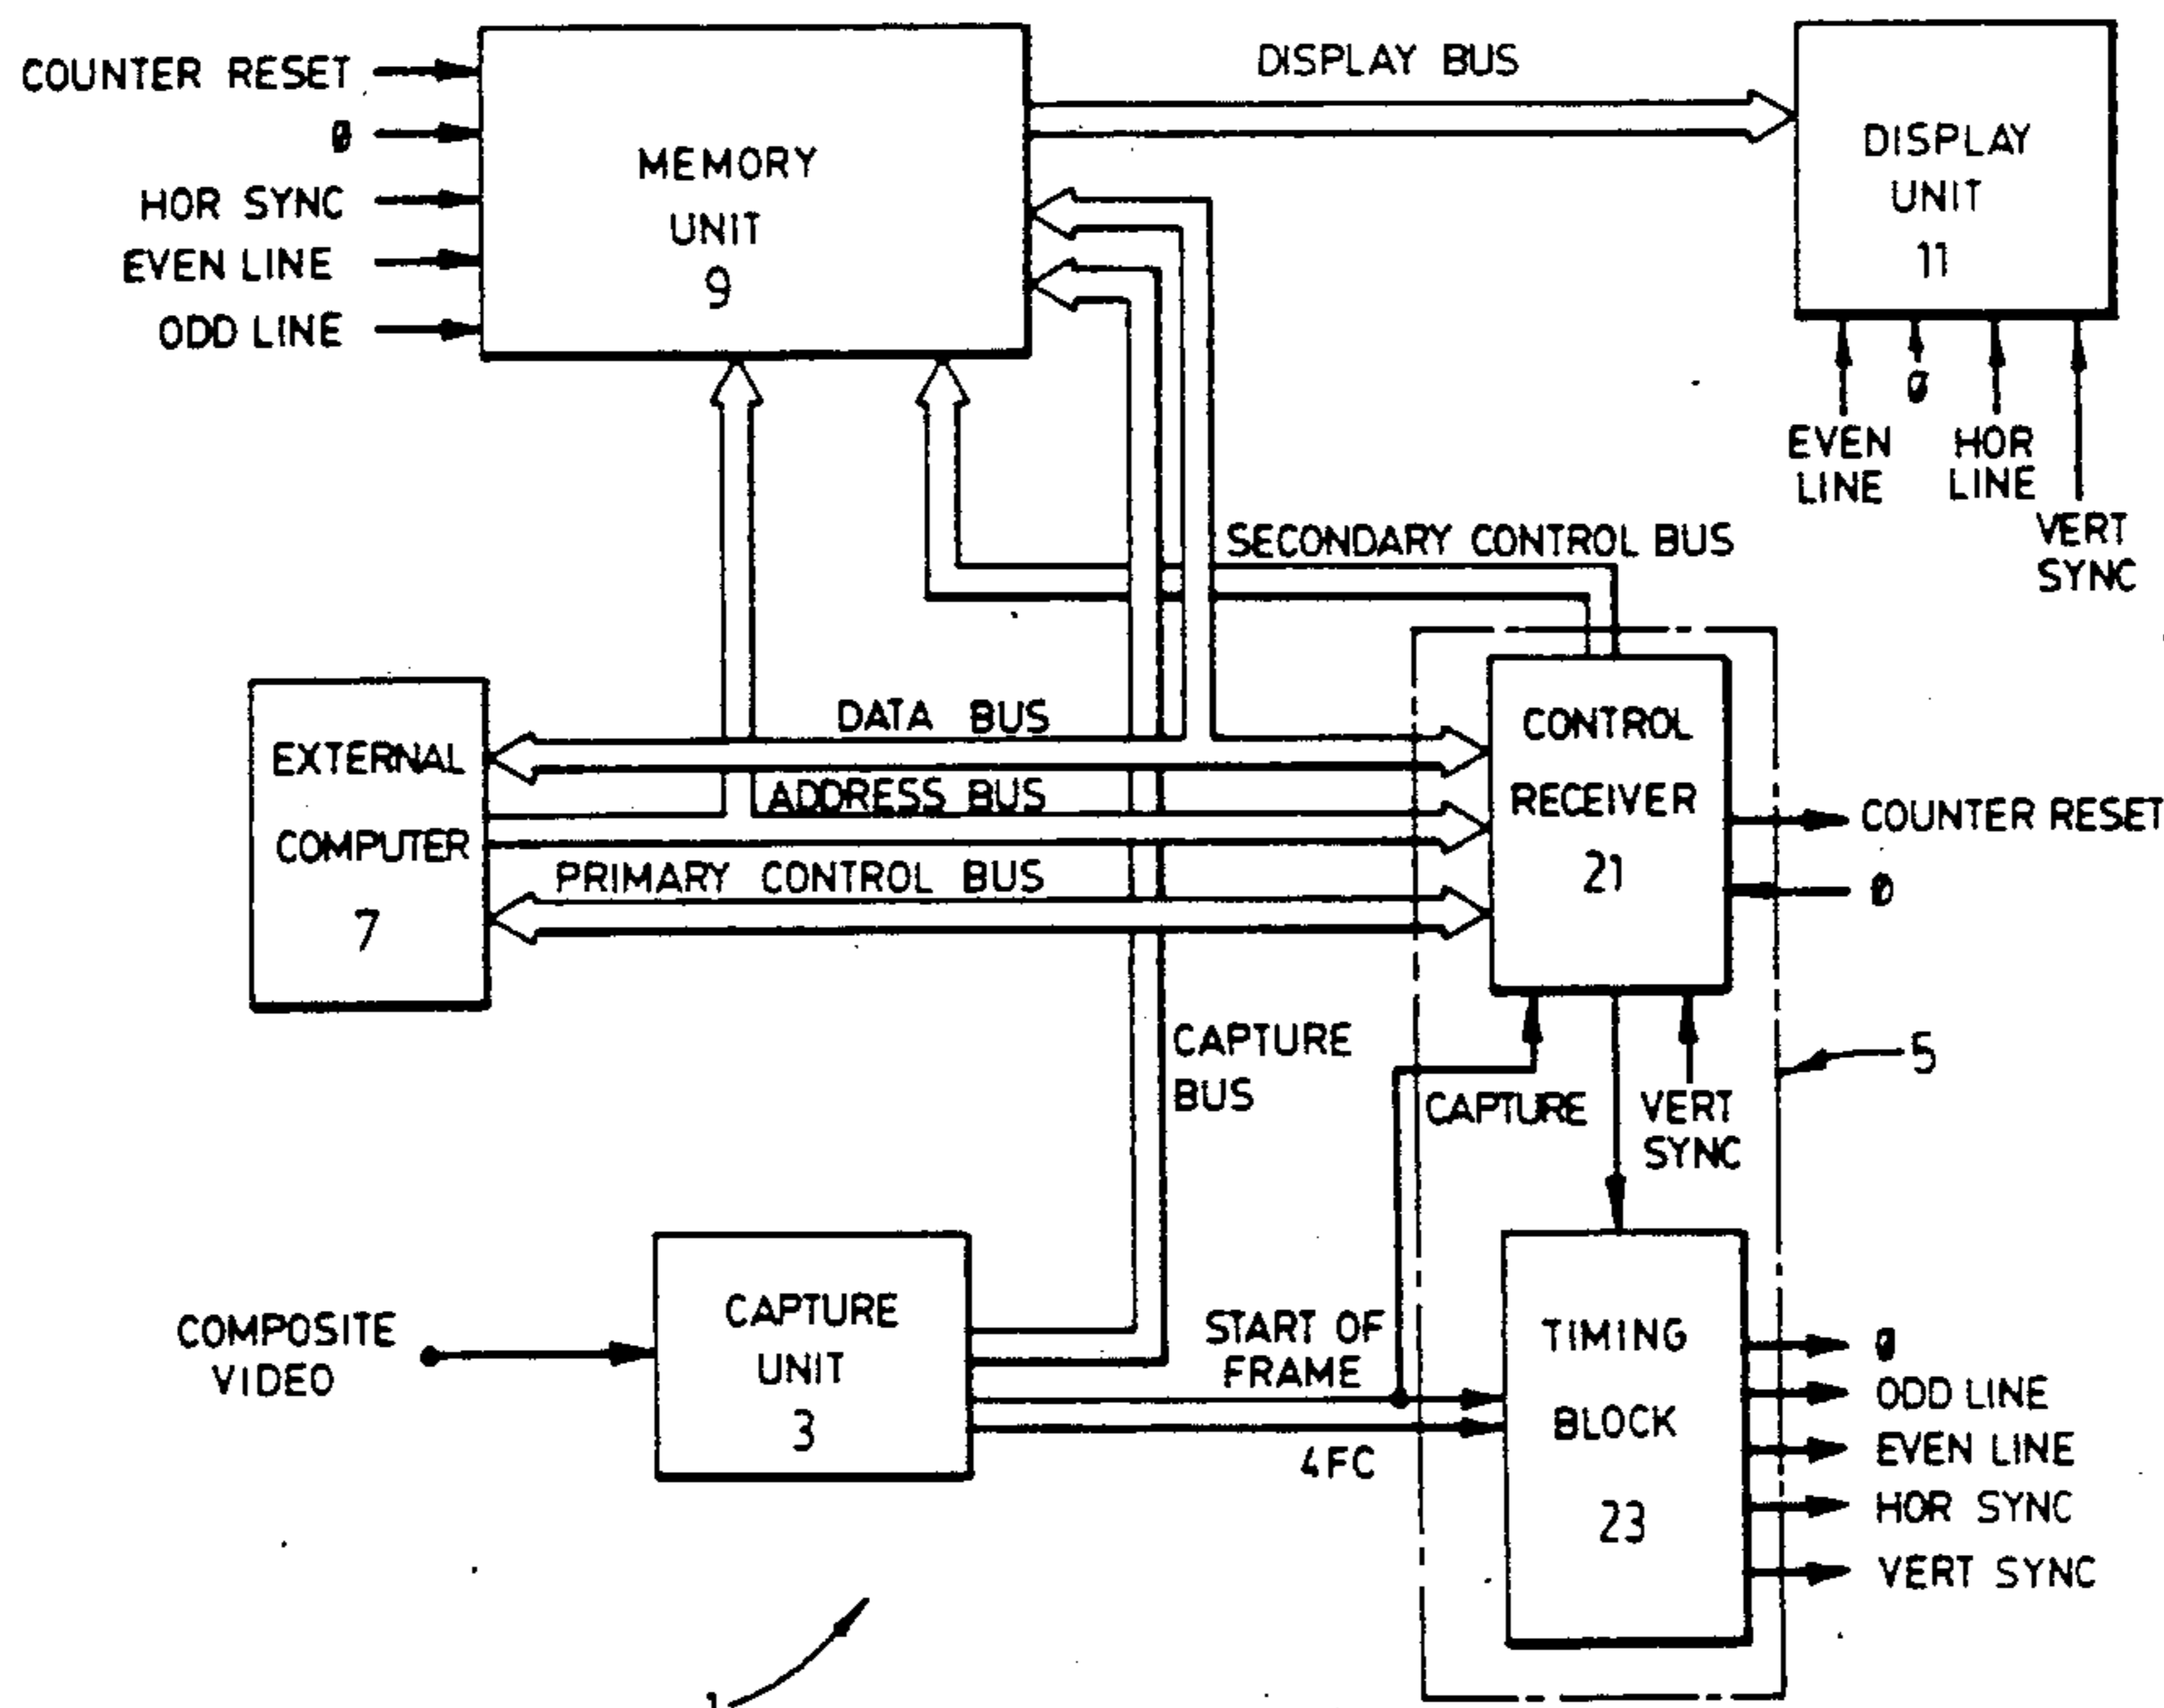 COUNTER RESET
Ø
HOR SYNC
EVEN LINE
ODD LINE
MEMORY
UNIT
9
DISPLAY BUS
DISPLAY
UNIT
11
EVEN
LINE
Ø
HOR
LINE
VERT
SYNC
SECONDARY CONTROL BUS
EXTERNAL
COMPUTER
7
DATA BUS
ADDRESS BUS
PRIMARY CONTROL BUS
CONTROL
RECEIVER
21
COUNTER RESET
Ø
CAPTURE
BUS
CAPTURE
VERT
SYNC
5
COMPOSITE
VIDEO
CAPTURE
UNIT
3
START OF
FRAME
4FC
TIMING
BLOCK
23
Ø
ODD LINE
EVEN LINE
HOR SYNC
VERT SYNC
1